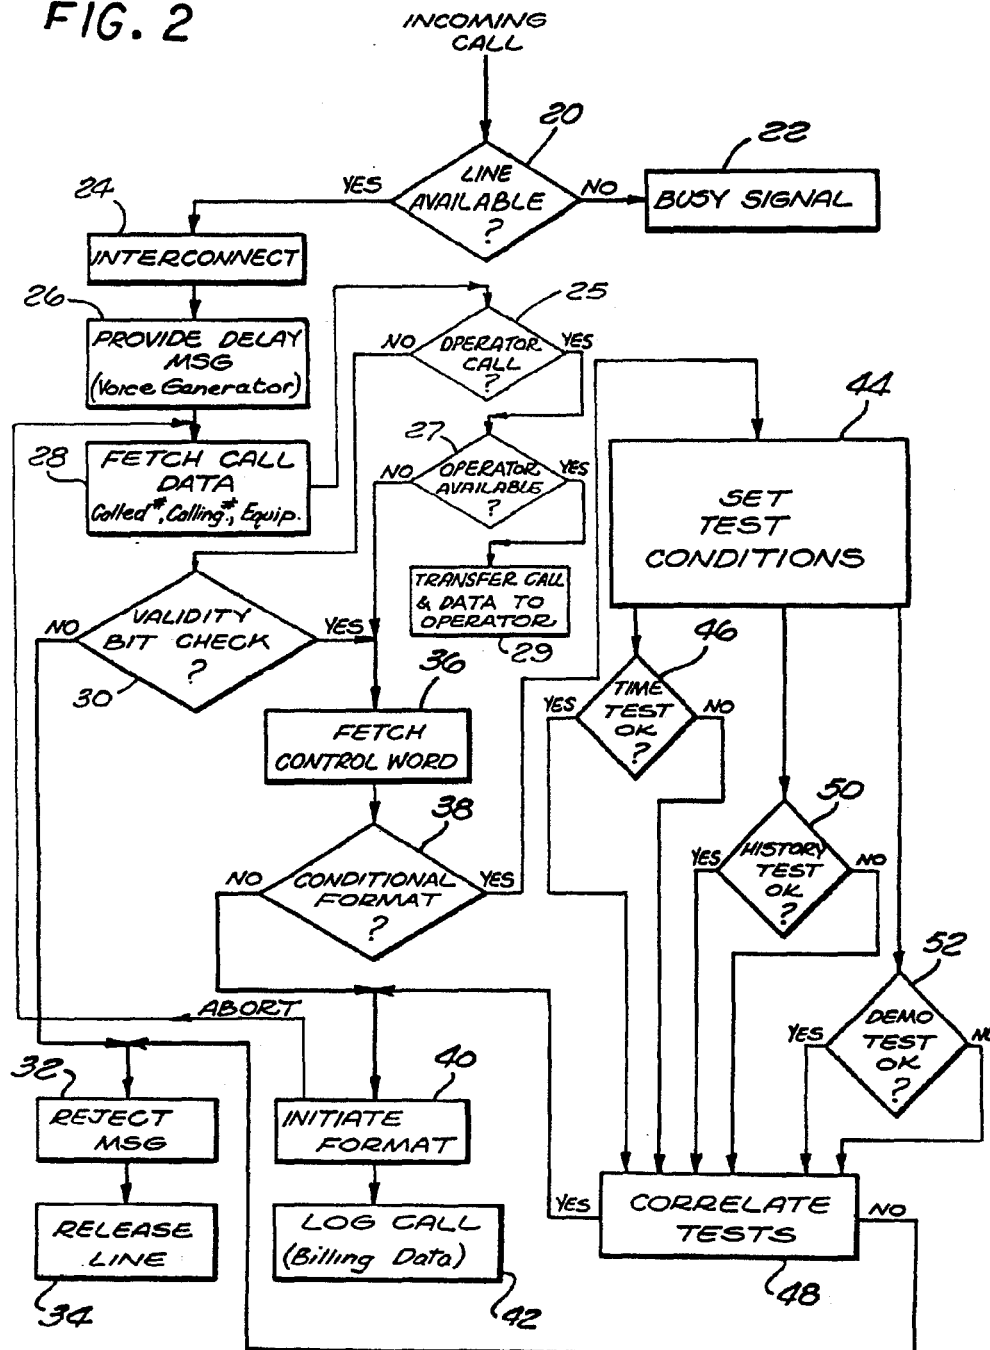 FIG. 2
INCOMING
CALL
20
LINE
AVAILABLE
?
YES
NO
22
BUSY SIGNAL
24
INTERCONNECT
26
PROVIDE DELAY
MSG
(Voice Generator)
25
OPERATOR
CALL
?
NO
YES
28
FETCH CALL
DATA
Called#, Calling#, Equip.
27
OPERATOR
AVAILABLE
?
NO
YES
TRANSFER CALL
& DATA TO
OPERATOR
29
44
SET
TEST
CONDITIONS
VALIDITY
BIT CHECK
?
NO
YES
30
36
FETCH
CONTROL WORD
46
TIME
TEST
OK
?
YES
NO
38
CONDITIONAL
FORMAT
?
NO
YES
50
HISTORY
TEST
OK
?
YES
NO
52
DEMO
TEST
OK
?
YES
NO
ABORT
32
REJECT
MSG
40
INITIATE
FORMAT
RELEASE
LINE
34
LOG CALL
(Billing Data)
42
YES
CORRELATE
TESTS
NO
48